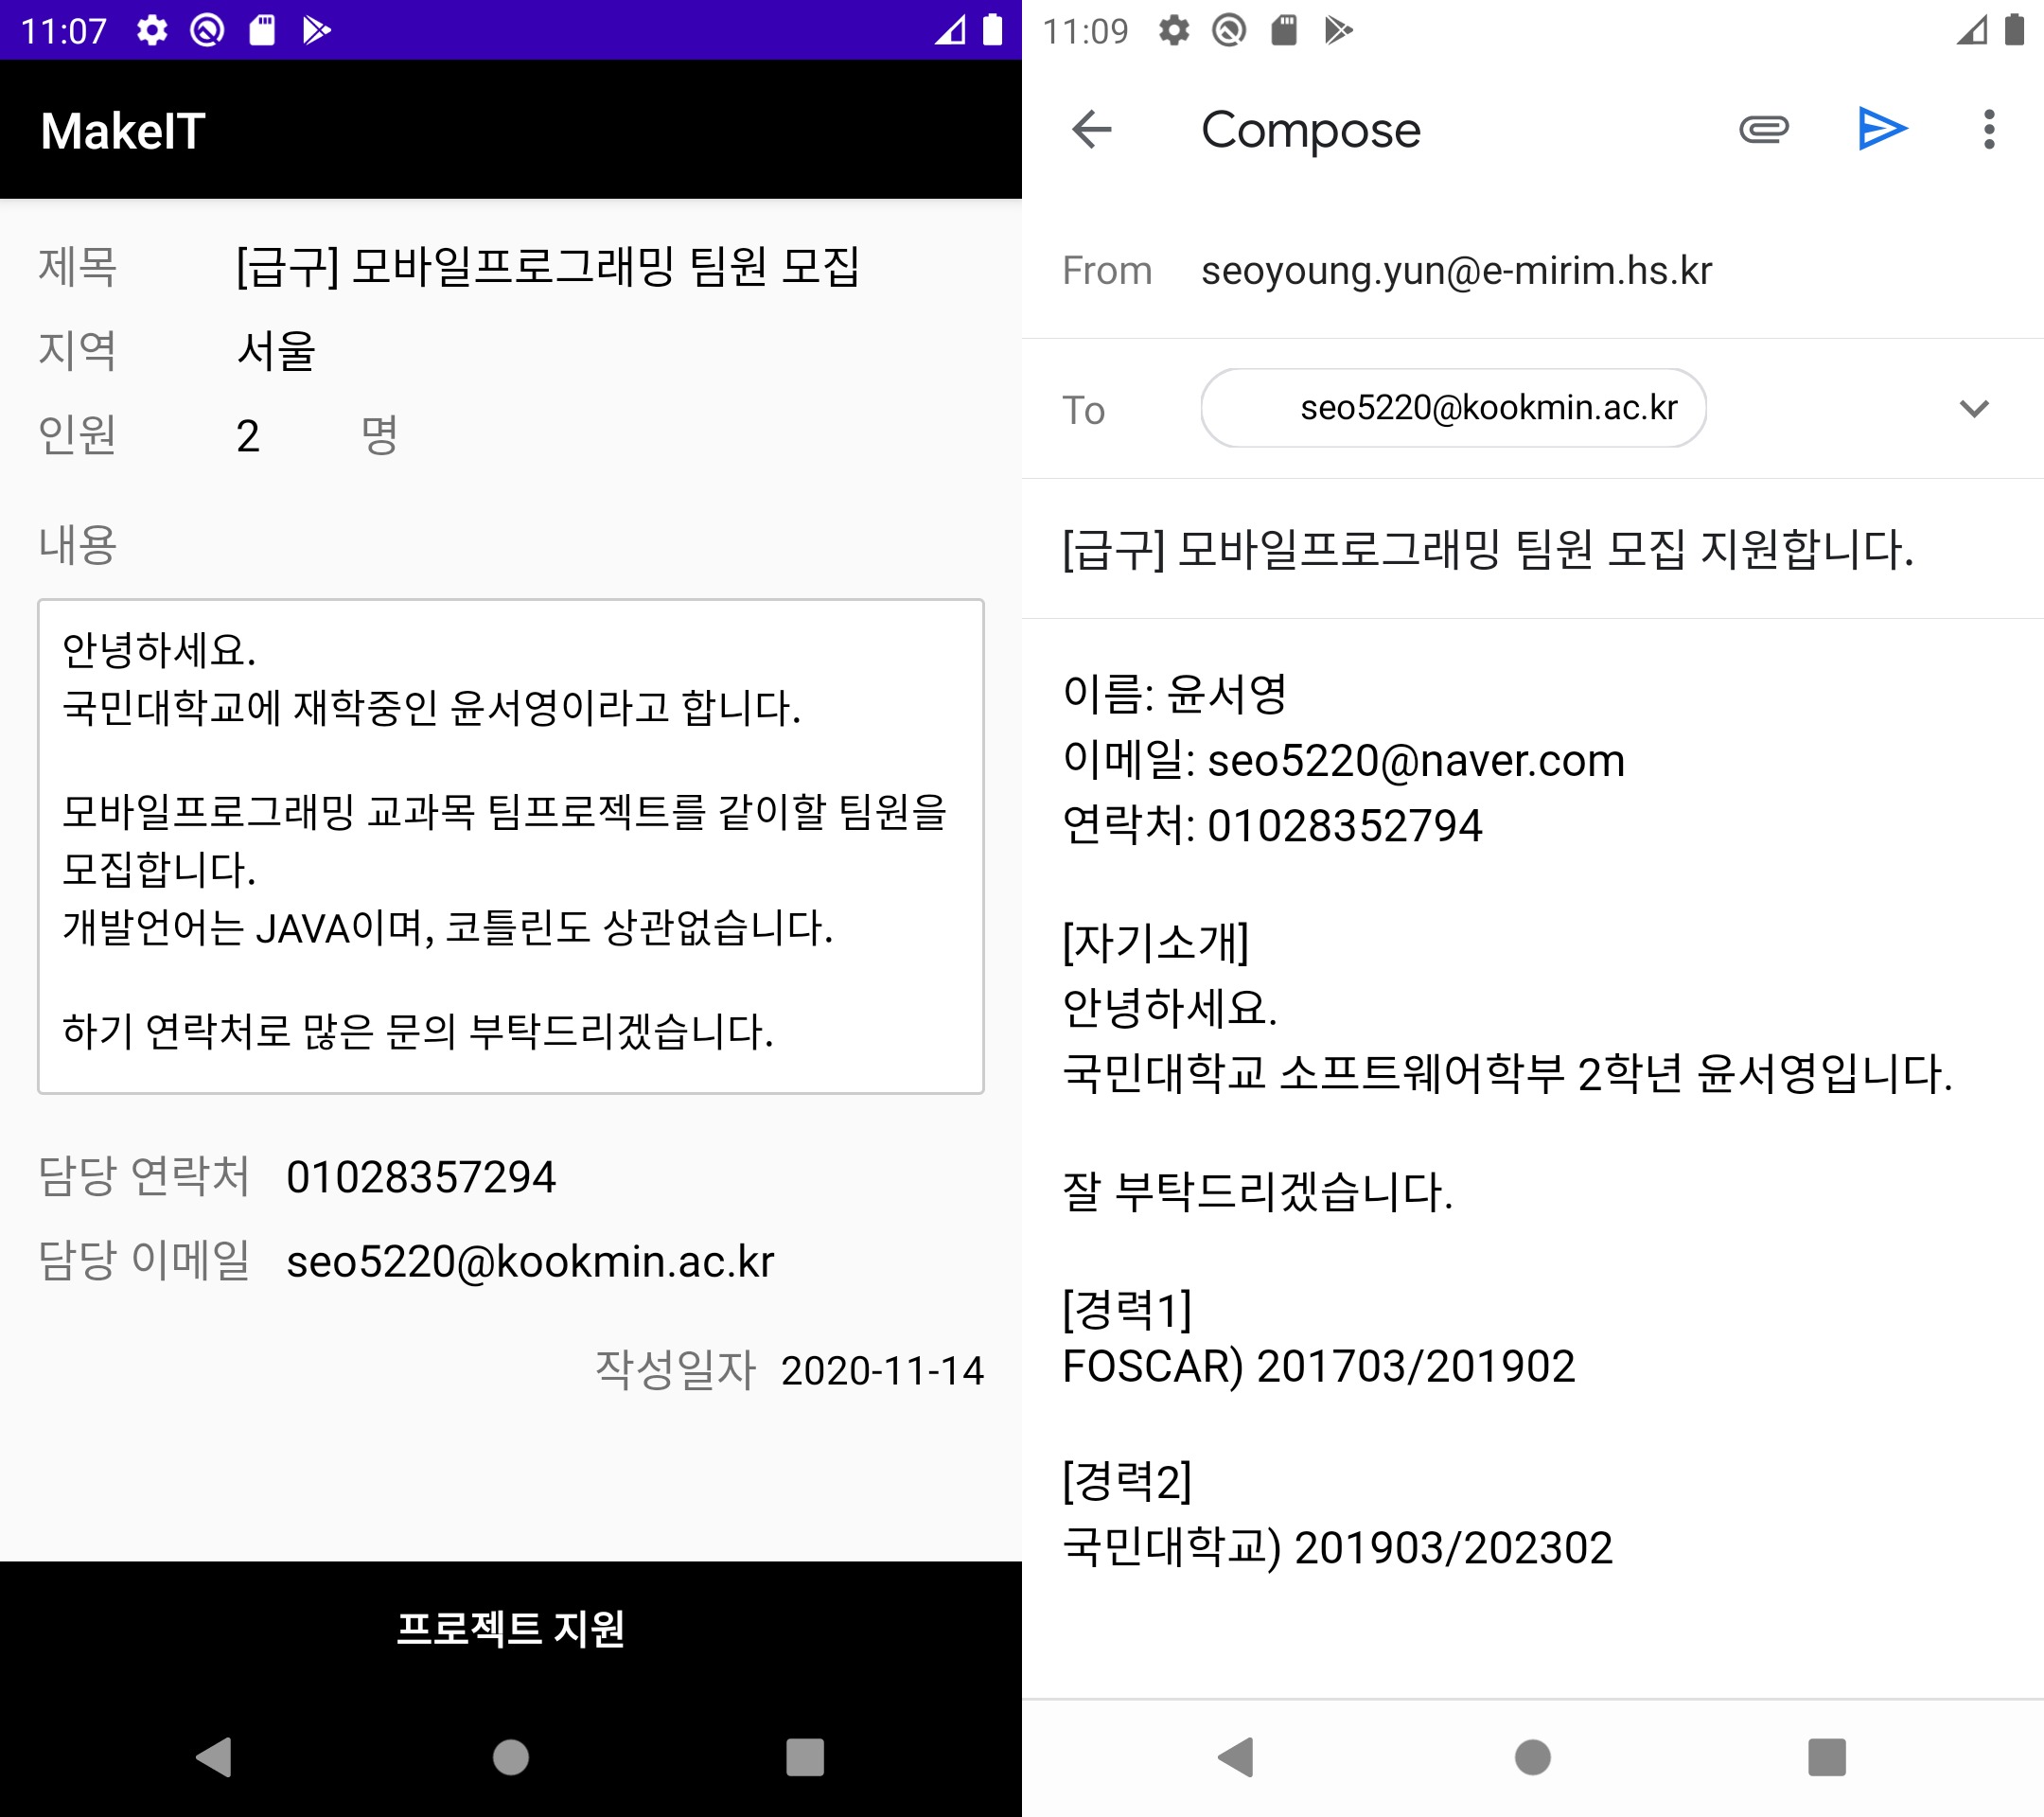 11:07
MakeIT
제목 [급구] 모바일프로그래밍 팀원 모집
지역 서울
인원 2 명
내용
안녕하세요.
국민대학교에 재학중인 윤서영이라고 합니다.
모바일프로그래밍 교과목 팀프로젝트를 같이할 팀원을
모집합니다.
개발언어는 JAVA이며, 코틀린도 상관없습니다.
하기 연락처로 많은 문의 부탁드리겠습니다.
담당 연락처 01028357294
담당 이메일 seo5220@kookmin.ac.kr
작성일자 2020-11-14
프로젝트 지원
11:09
Compose
From seoyoung.yun@e-mirim.hs.kr
To seo5220@kookmin.ac.kr
[급구] 모바일프로그래밍 팀원 모집 지원합니다.
이름: 윤서영
이메일: seo5220@naver.com
연락처: 01028352794
[자기소개]
안녕하세요.
국민대학교 소프트웨어학부 2학년 윤서영입니다.
잘 부탁드리겠습니다.
[경력1]
FOSCAR) 201703/201902
[경력2]
국민대학교) 201903/202302